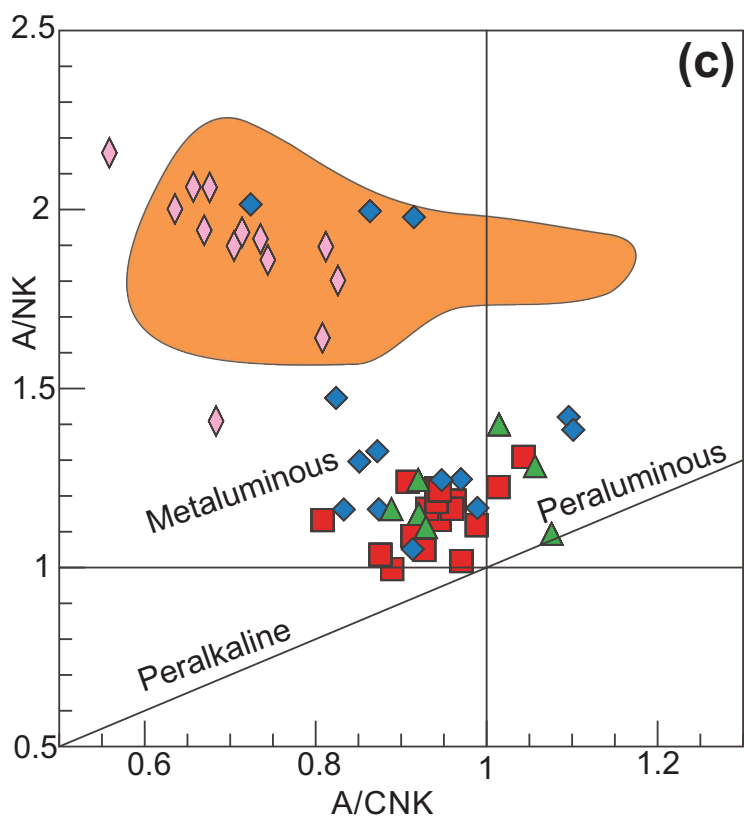 2.5
(c)
2
A/NK
1.5
Metaluminous
Peraluminous
1
Peralkaline
0.5
0.6 0.8 1 1.2
A/CNK